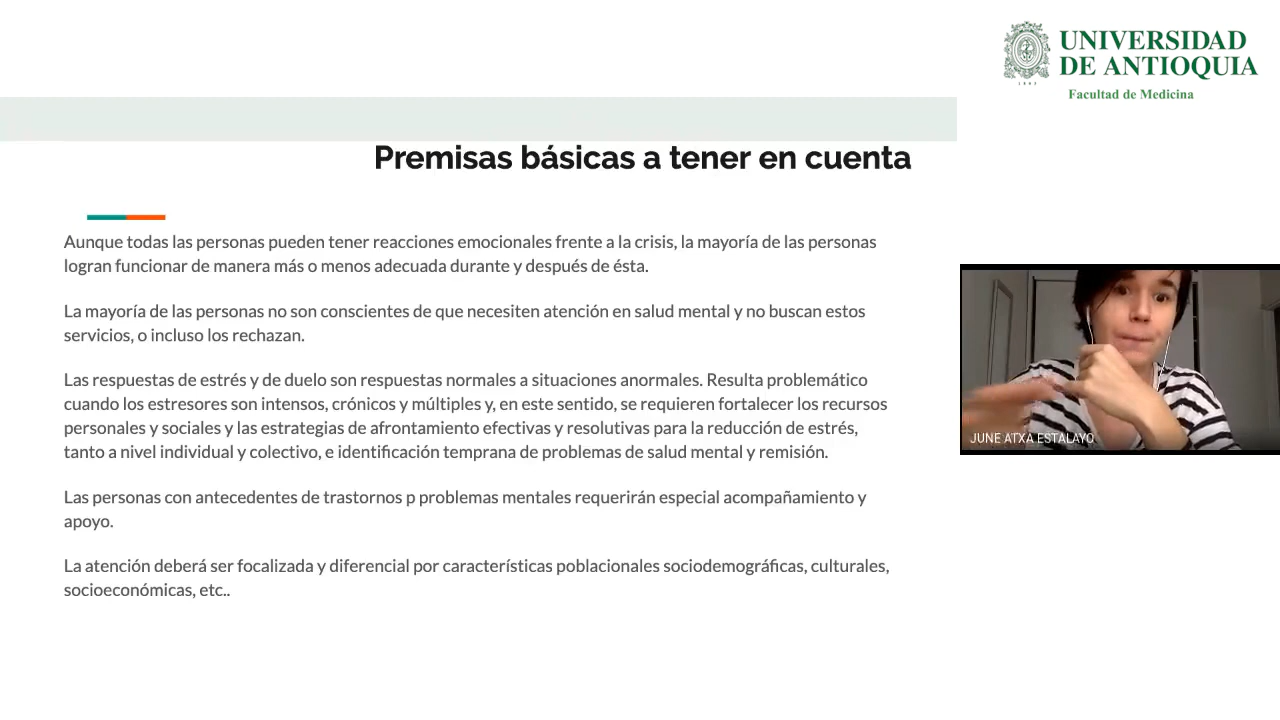 UNIVERSIDAD
DE ANTIOQUIA
1803
Facultad de Medicina
Premisas básicas a tener en cuenta
Aunque todas las personas pueden tener reacciones emocionales frente a la crisis, la mayoría de las personas
logran funcionar de manera más o menos adecuada durante y después de ésta.
La mayoría de las personas no son conscientes de que necesiten atención en salud mental y no buscan estos
servicios, o incluso los rechazan.
Las respuestas de estrés y de duelo son respuestas normales a situaciones anormales. Resulta problemático
cuando los estresores son intensos, crónicos y múltiples y, en este sentido, se requieren fortalecer los recursos
personales y sociales y las estrategias de afrontamiento efectivas y resolutivas para la reducción de estrés,
tanto a nivel individual y colectivo, e identificación temprana de problemas de salud mental y remisión.
Las personas con antecedentes de trastornos p problemas mentales requerirán especial acompañamiento y
apoyo.
La atención deberá ser focalizada y diferencial por características poblacionales sociodemográficas, culturales,
socioeconómicas, etc..
JUNE ATXA ESTALAYO